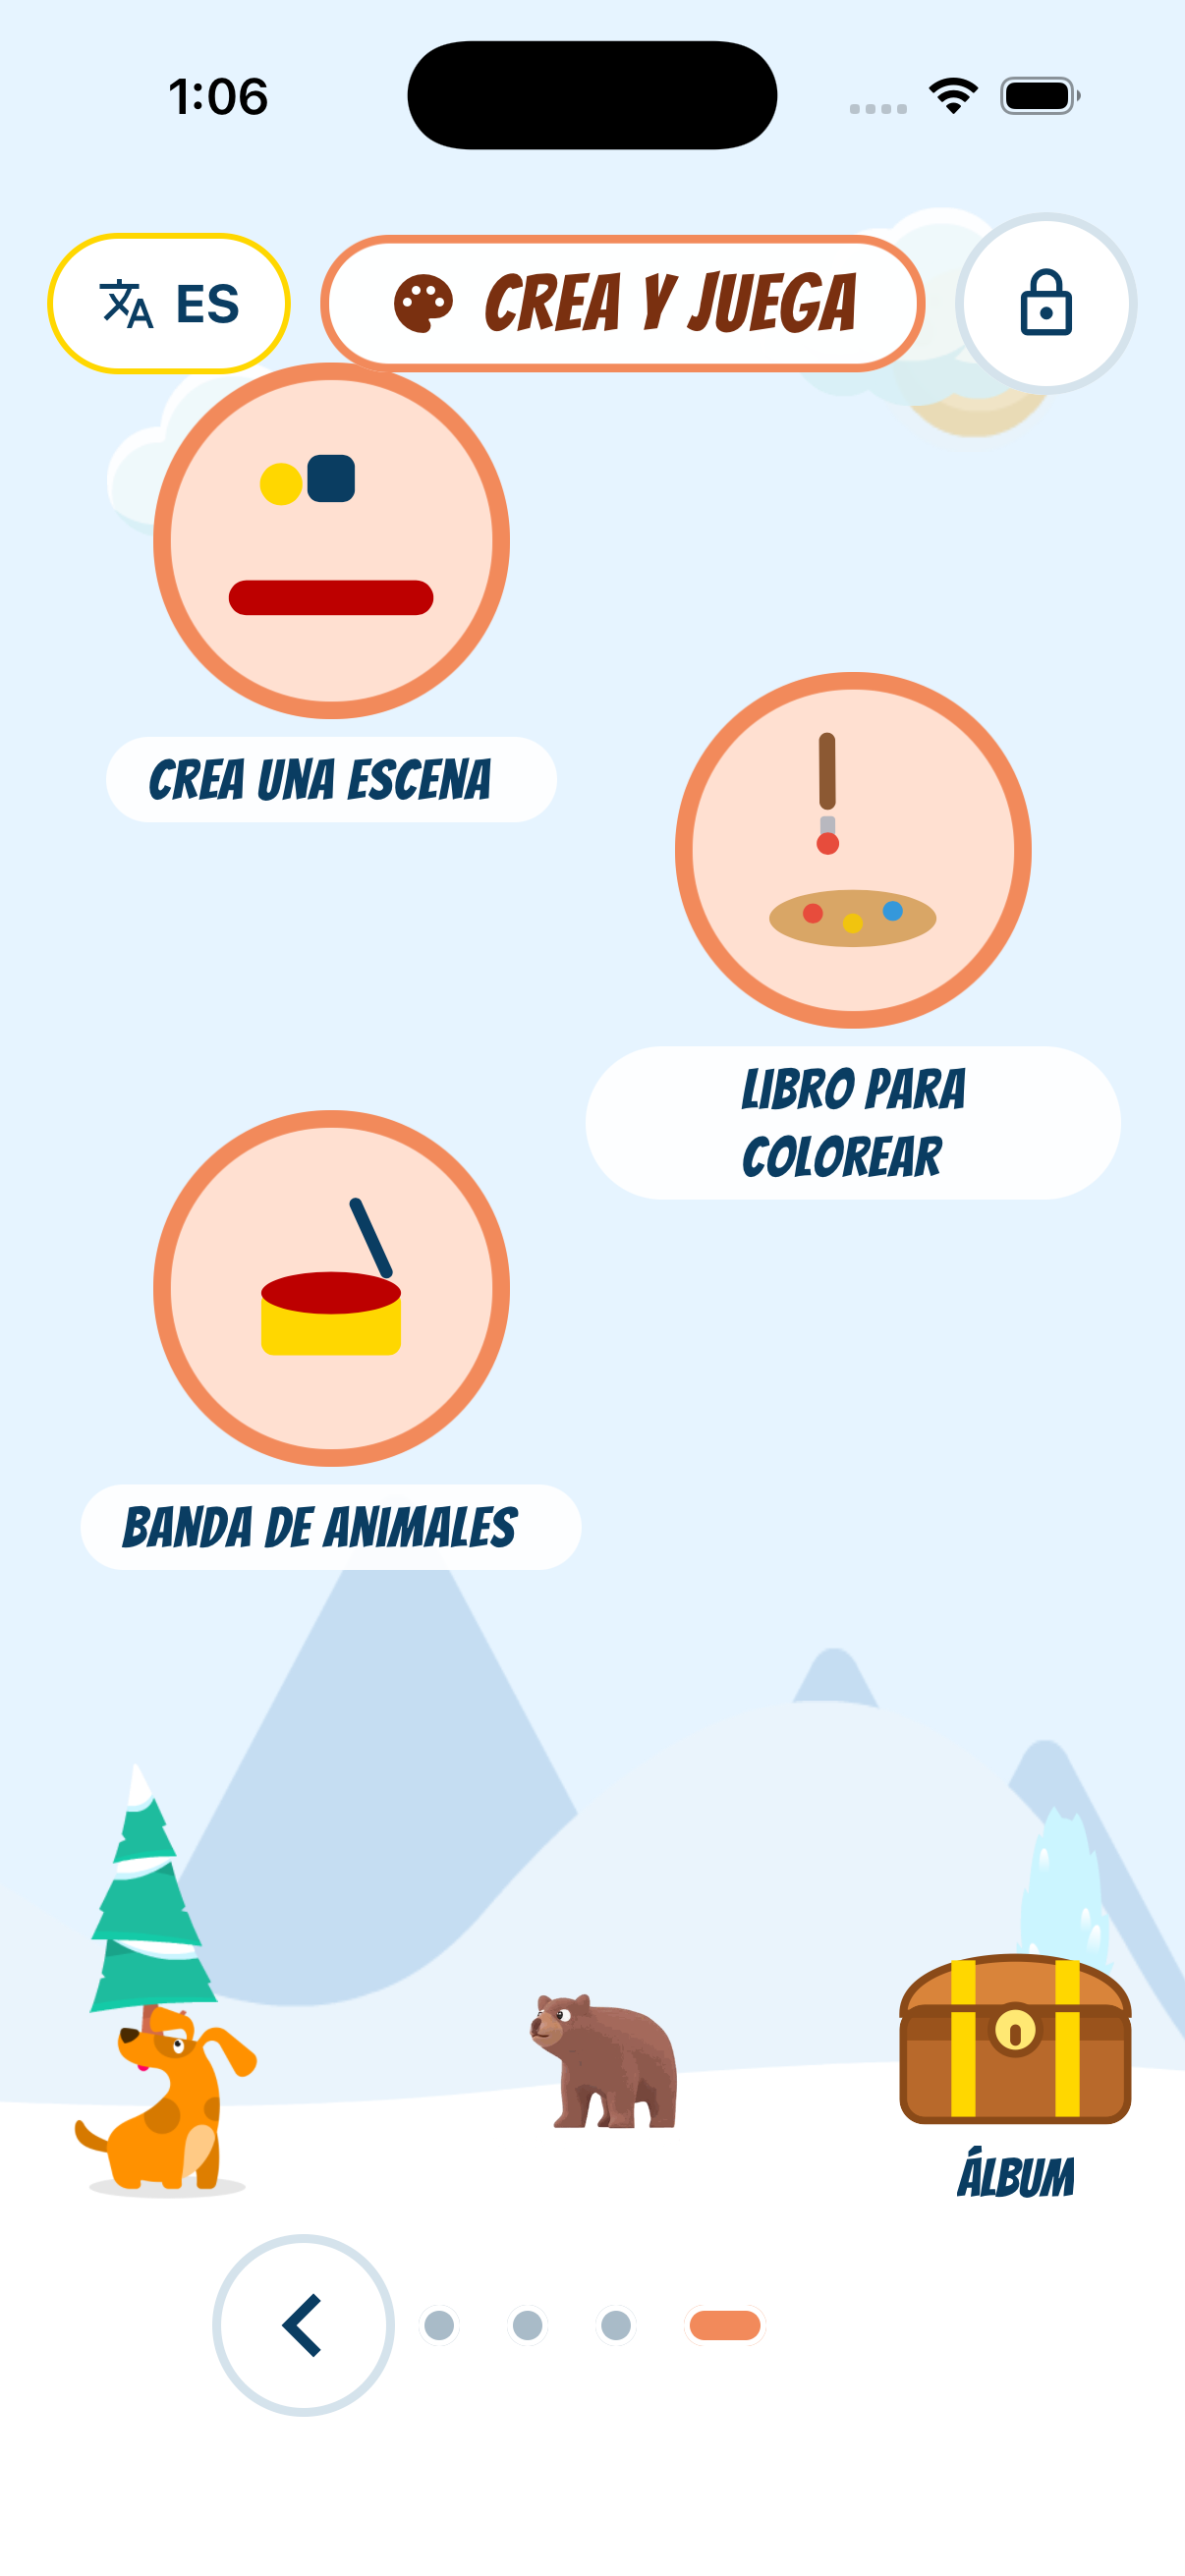 1:06
ES
CREA Y JUEGA
CREA UNA ESCENA
LIBRO PARA
COLOREAR
BANDA DE ANIMALES
ÁLBUM